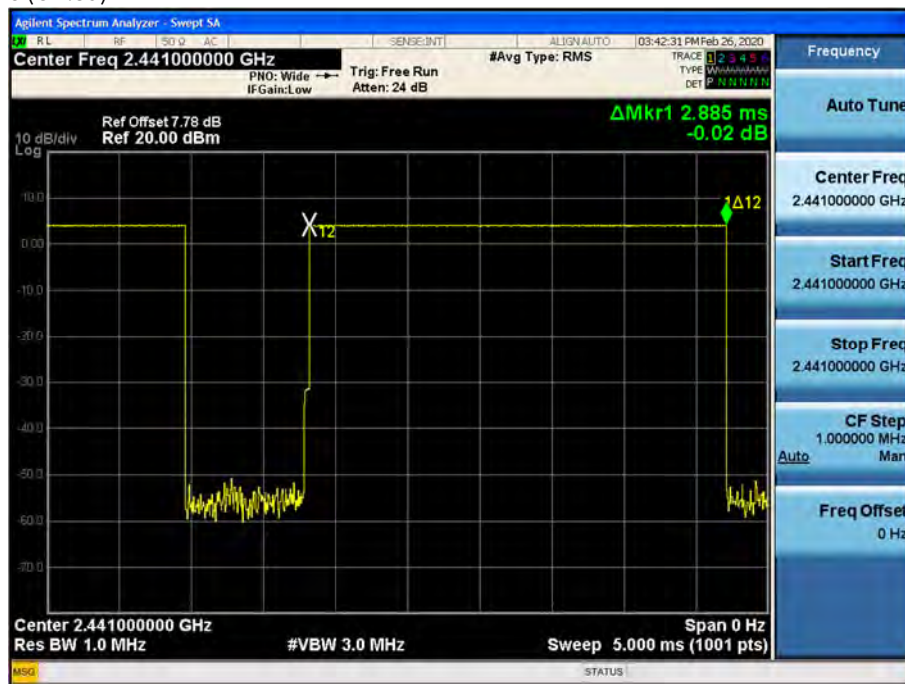 Agilent Spectrum Analyzer - Swept SA
RL RF 50 Ω AC SENSE:INT ALIGN AUTO 03:42:31 PM Feb 26, 2020
Center Freq 2.441000000 GHz
PNO: Wide
IFGain:Low
Trig: Free Run
Atten: 24 dB
#Avg Type: RMS
TRACE 1 2 3 4 5 6
TYPE
DET P N N N N N
ΔMkr1 2.885 ms
-0.02 dB
Ref Offset 7.78 dB
10 dB/div Ref 20.00 dBm
Log
10.0
0.00
-10.0
-20.0
-30.0
-40.0
-50.0
-60.0
-70.0
X12
1Δ12
Center 2.441000000 GHz Span 0 Hz
Res BW 1.0 MHz #VBW 3.0 MHz Sweep 5.000 ms (1001 pts)
MSG STATUS
Frequency
Auto Tune
Center Freq
2.441000000 GHz
Start Freq
2.441000000 GHz
Stop Freq
2.441000000 GHz
CF Step
1.000000 MHz
Auto Man
Freq Offset
0 Hz